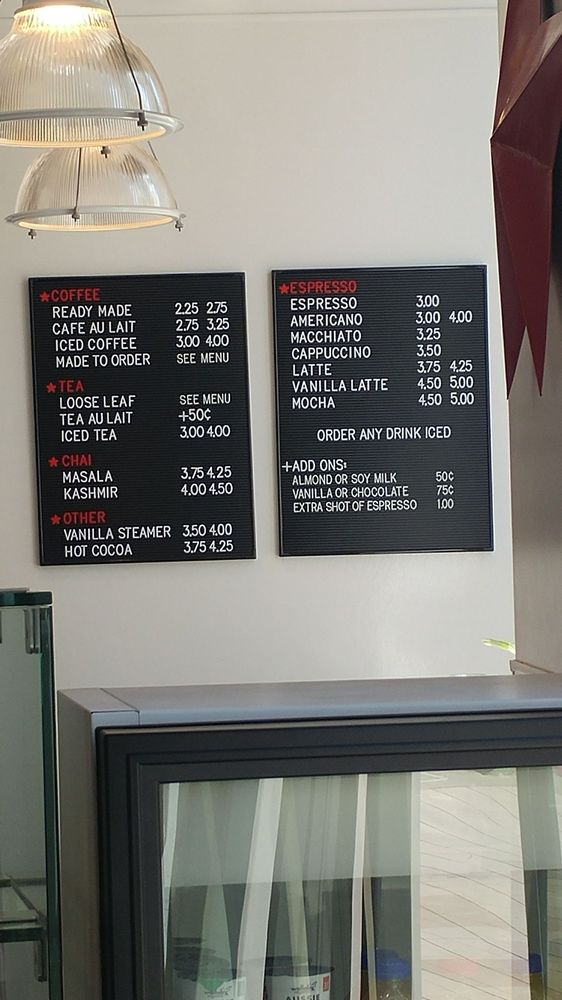 ★COFFEE
READY MADE 2.25 2.75
CAFE AU LAIT 2.75 3.25
ICED COFFEE 3.00 4.00
MADE TO ORDER SEE MENU
★TEA
LOOSE LEAF SEE MENU
TEA AU LAIT +50¢
ICED TEA 3.00 4.00
★CHAI
MASALA 3.75 4.25
KASHMIR 4.00 4.50
★OTHER
VANILLA STEAMER 3.50 4.00
HOT COCOA 3.75 4.25
★ESPRESSO
ESPRESSO 3.00
AMERICANO 3.00 4.00
MACCHIATO 3.25
CAPPUCCINO 3.50
LATTE 3.75 4.25
VANILLA LATTE 4.50 5.00
MOCHA 4.50 5.00
ORDER ANY DRINK ICED
+ADD ONS:
ALMOND OR SOY MILK 50¢
VANILLA OR CHOCOLATE 75¢
EXTRA SHOT OF ESPRESSO 1.00
AUSSIE